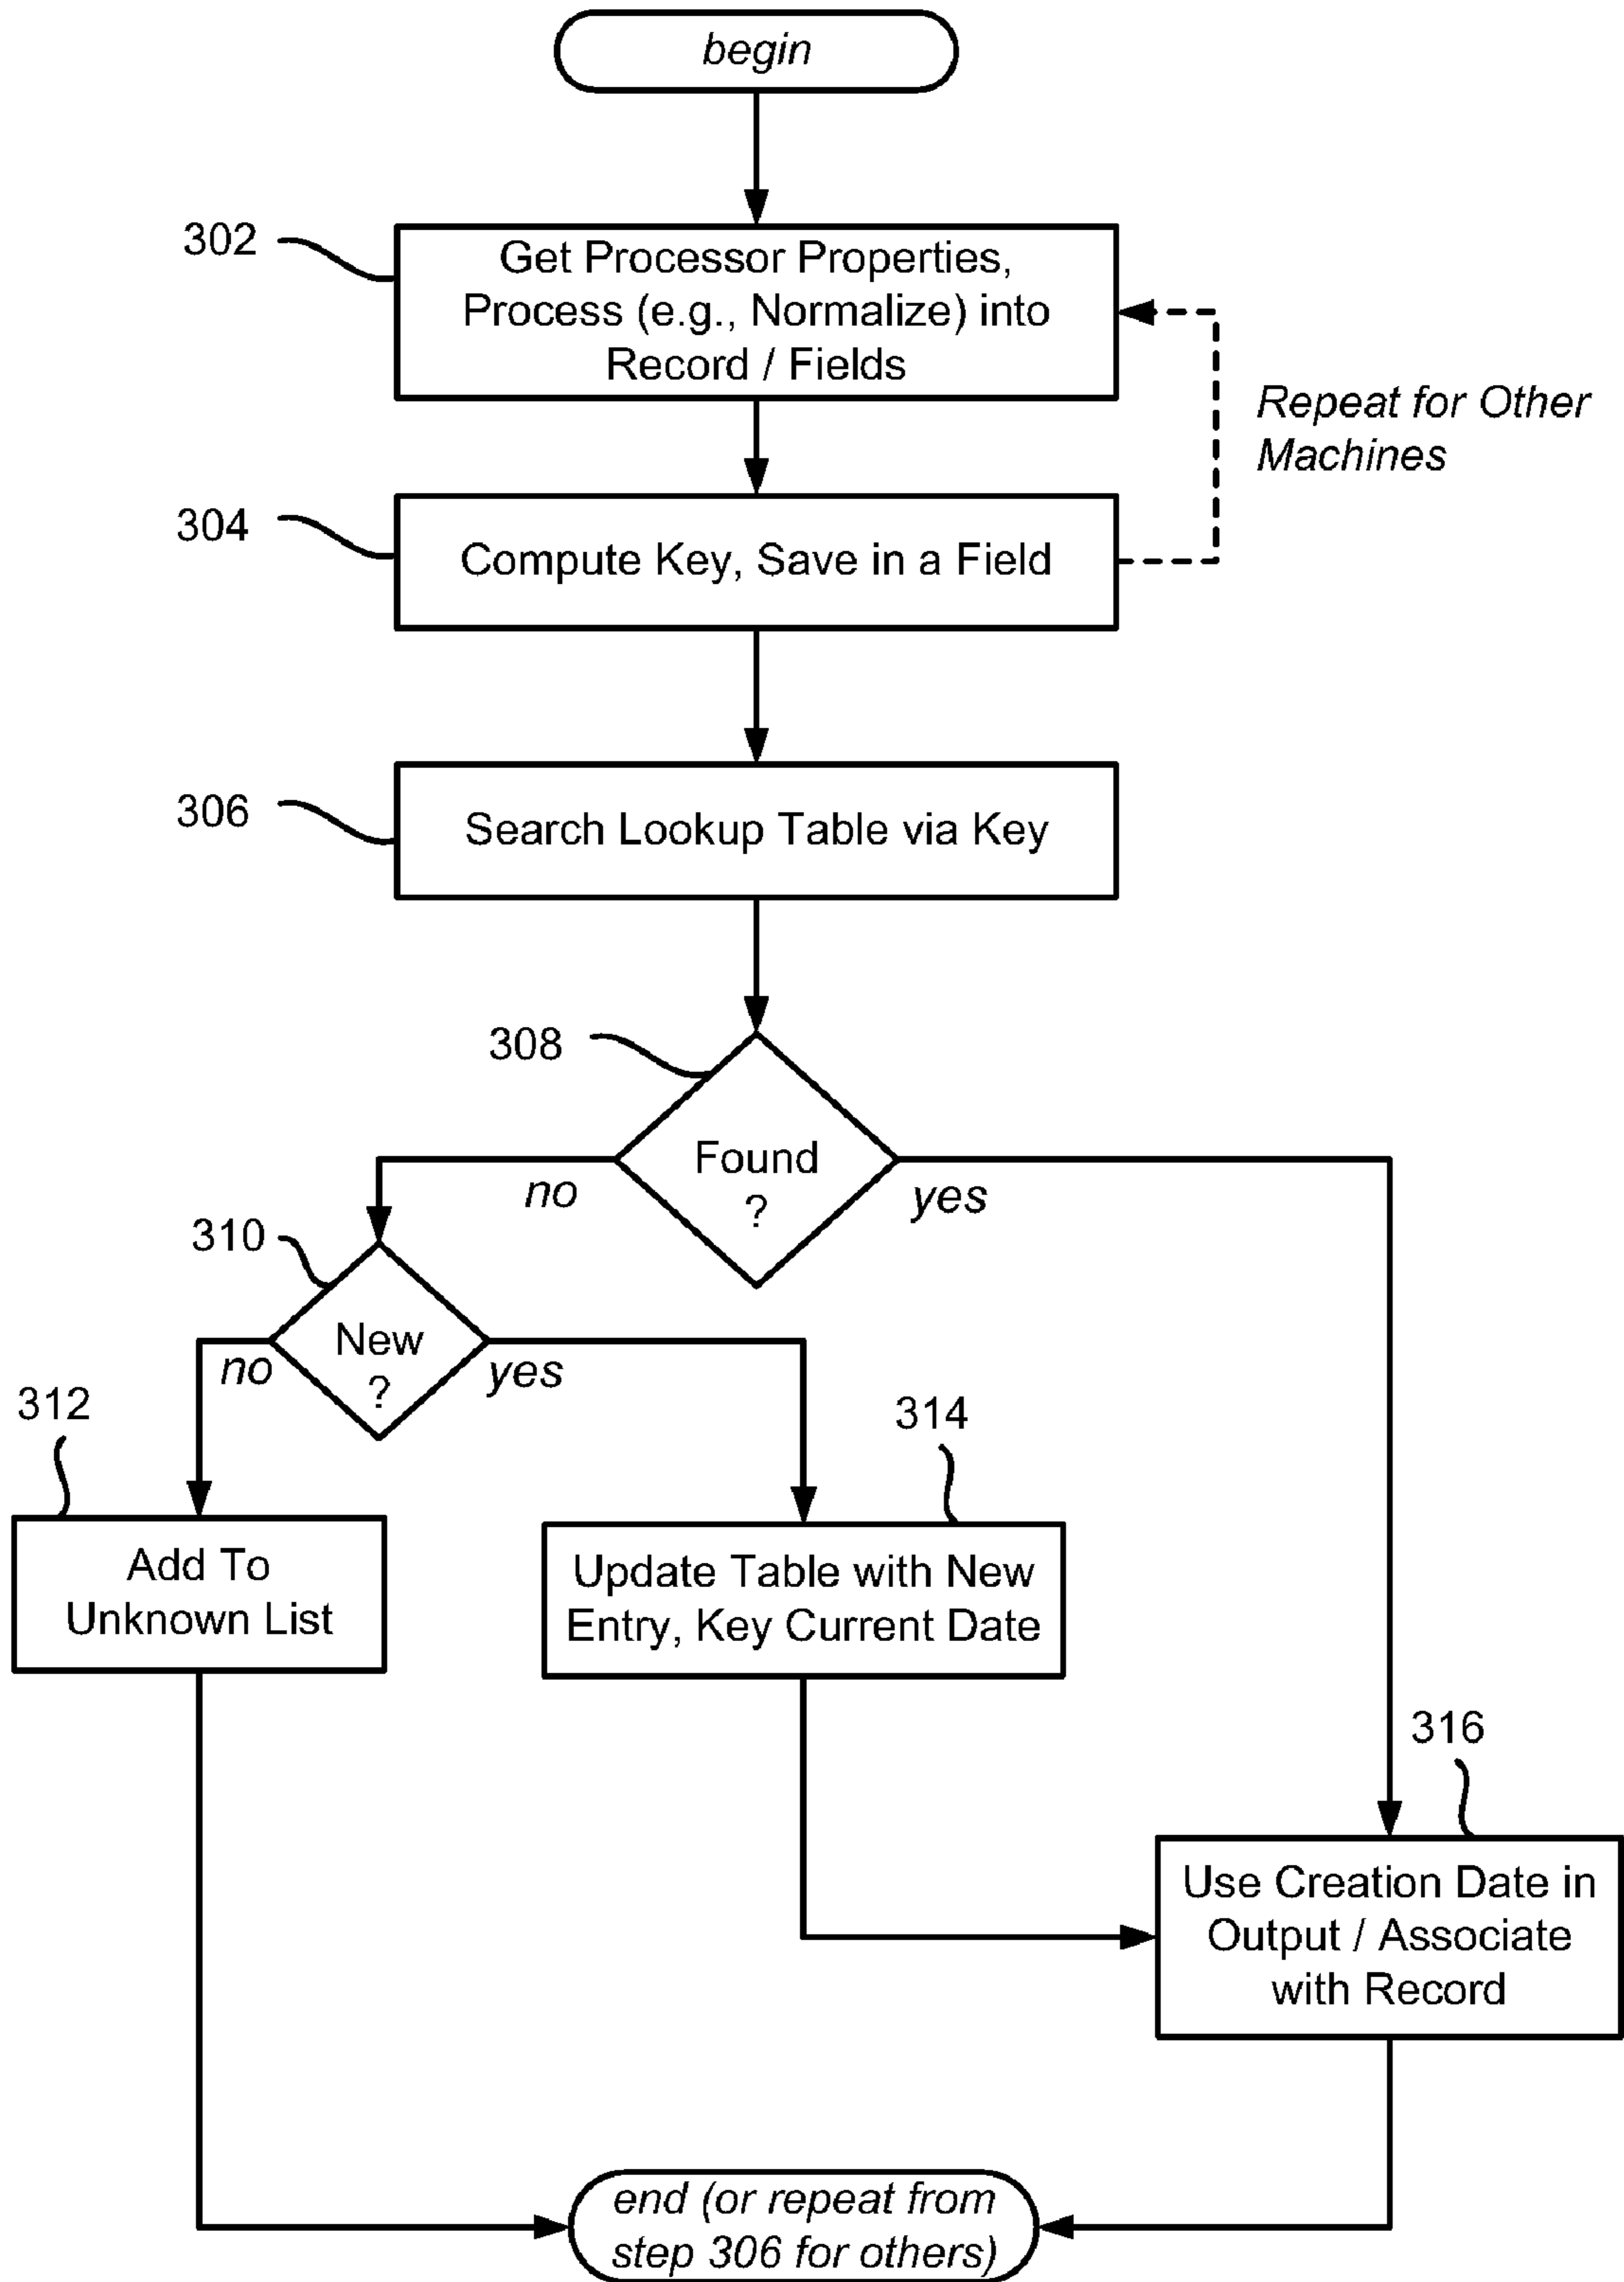 begin
302
Get Processor Properties,
Process (e.g., Normalize) into
Record / Fields
Repeat for Other
Machines
304
Compute Key, Save in a Field
306
Search Lookup Table via Key
308
Found
?
no
yes
310
New
?
no
yes
312
Add To
Unknown List
314
Update Table with New
Entry, Key Current Date
316
Use Creation Date in
Output / Associate
with Record
end (or repeat from
step 306 for others)